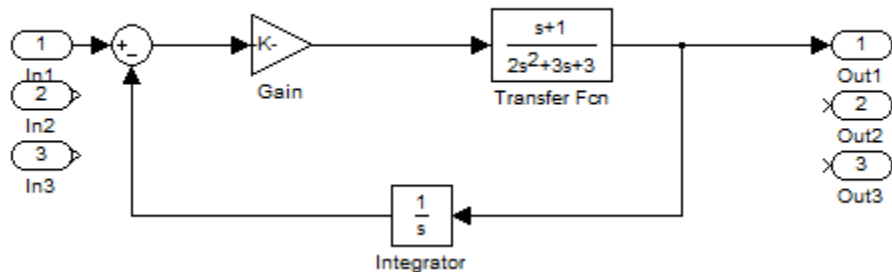 1
In1
2
In2
3
In3
+
−
-K-
Gain
s+1
2s²+3s+3
Transfer Fcn
1
s
Integrator
1
Out1
2
Out2
3
Out3